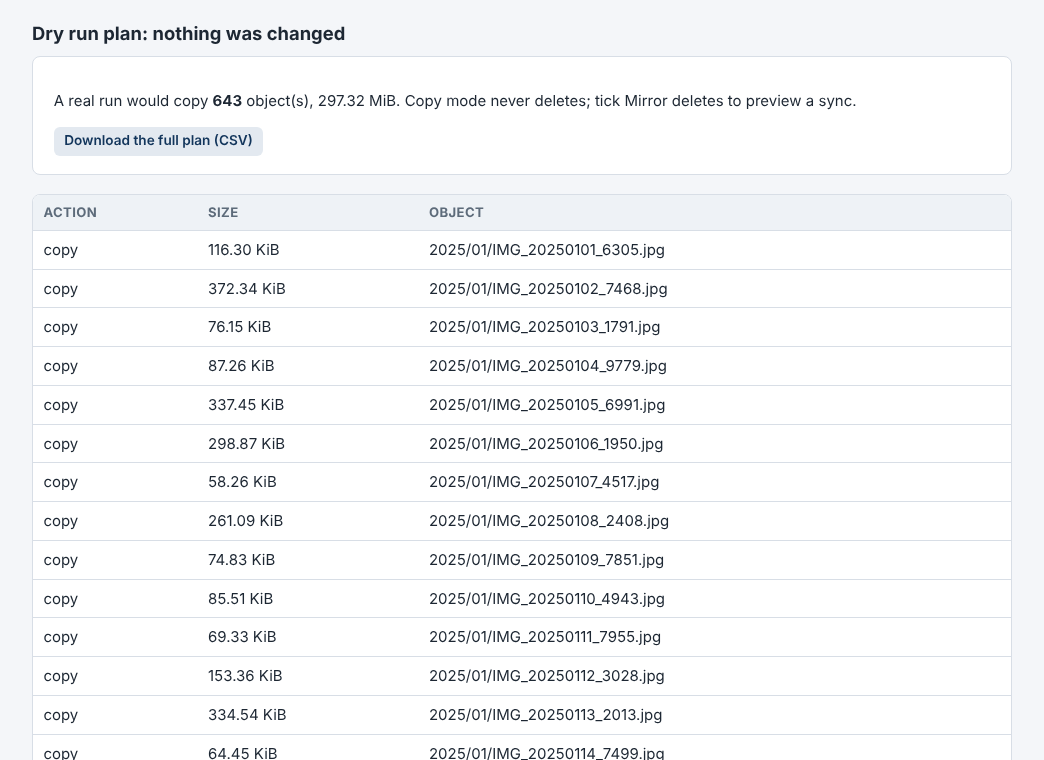 Dry run plan: nothing was changed
A real run would copy 643 object(s), 297.32 MiB. Copy mode never deletes; tick Mirror deletes to preview a sync.
Download the full plan (CSV)
ACTION SIZE OBJECT
copy 116.30 KiB 2025/01/IMG_20250101_6305.jpg
copy 372.34 KiB 2025/01/IMG_20250102_7468.jpg
copy 76.15 KiB 2025/01/IMG_20250103_1791.jpg
copy 87.26 KiB 2025/01/IMG_20250104_9779.jpg
copy 337.45 KiB 2025/01/IMG_20250105_6991.jpg
copy 298.87 KiB 2025/01/IMG_20250106_1950.jpg
copy 58.26 KiB 2025/01/IMG_20250107_4517.jpg
copy 261.09 KiB 2025/01/IMG_20250108_2408.jpg
copy 74.83 KiB 2025/01/IMG_20250109_7851.jpg
copy 85.51 KiB 2025/01/IMG_20250110_4943.jpg
copy 69.33 KiB 2025/01/IMG_20250111_7955.jpg
copy 153.36 KiB 2025/01/IMG_20250112_3028.jpg
copy 334.54 KiB 2025/01/IMG_20250113_2013.jpg
copy 64.45 KiB 2025/01/IMG_20250114_7499.jpg